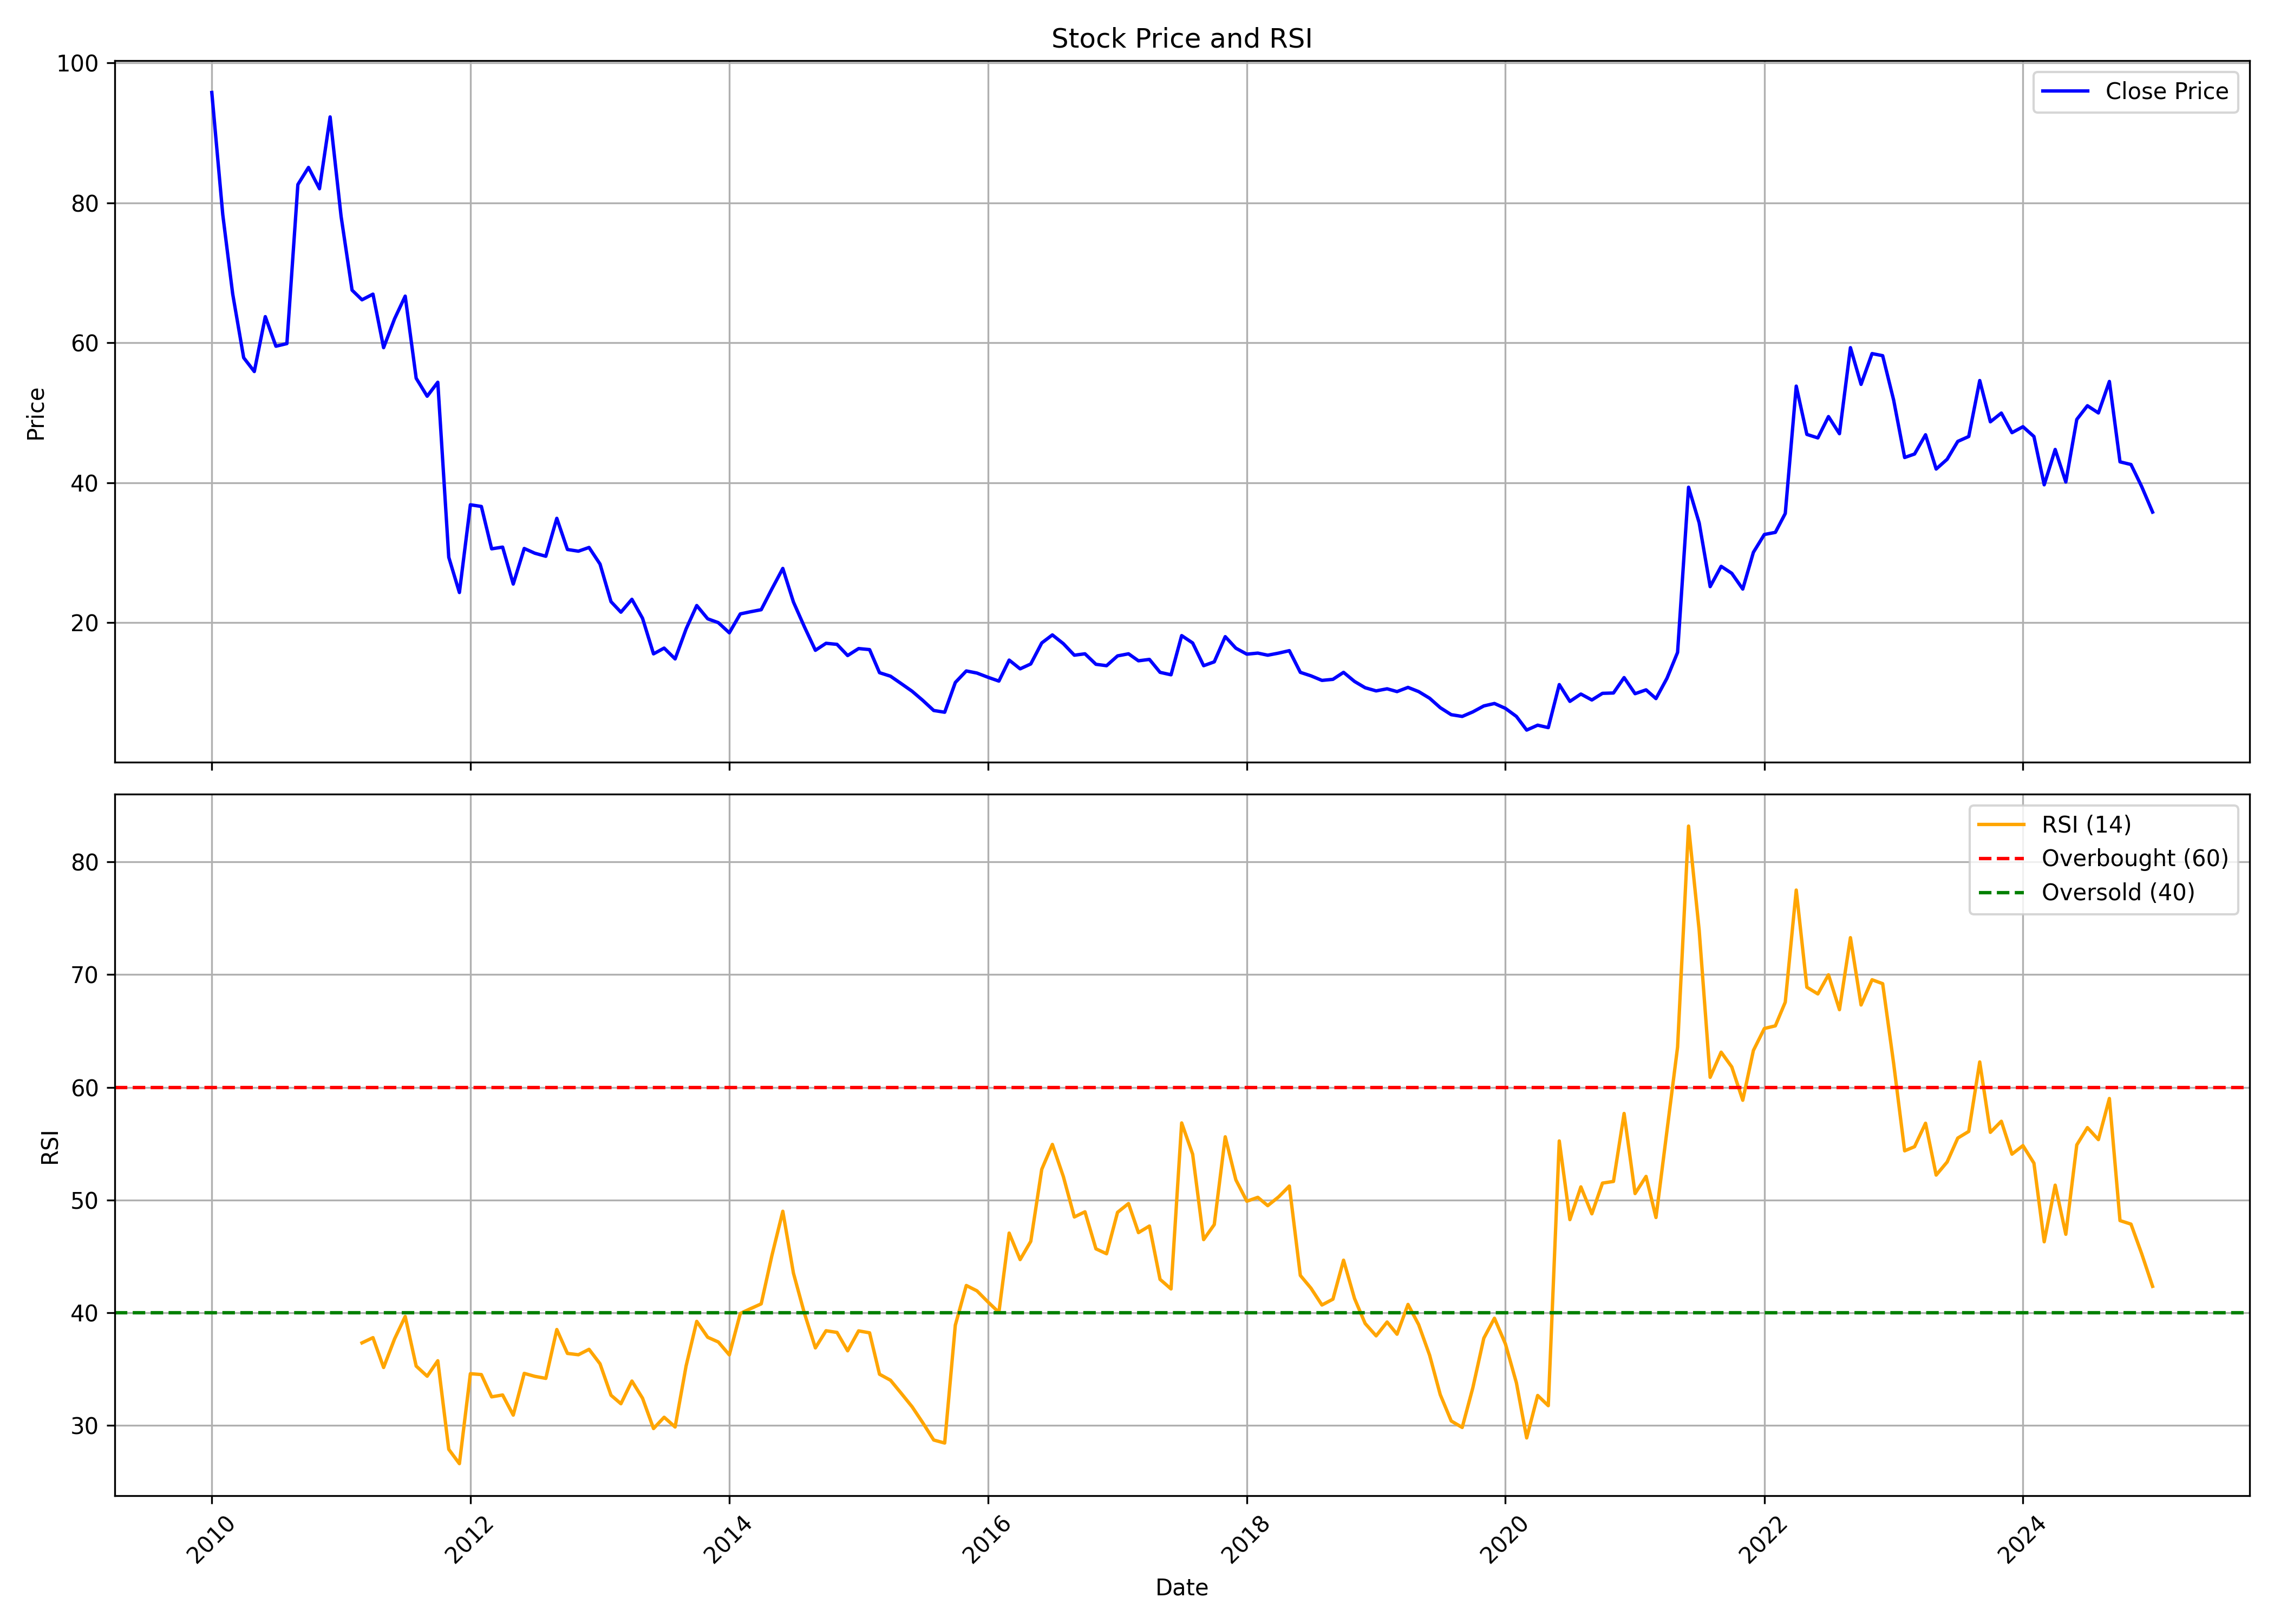 Stock Price and RSI
100
80
60
40
20
Price
Close Price
80
70
60
50
40
30
RSI
RSI (14)
Overbought (60)
Oversold (40)
2010
2012
2014
2016
2018
2020
2022
2024
Date